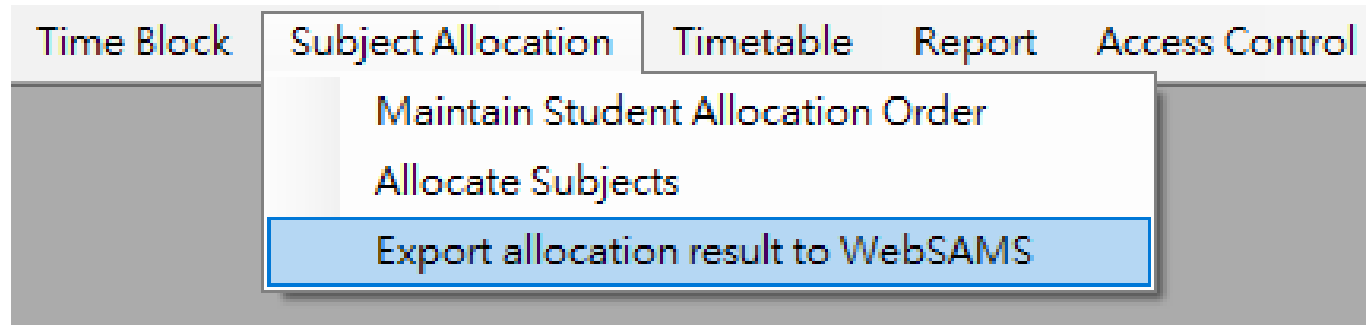 Time Block Subject Allocation Timetable Report Access Control
Maintain Student Allocation Order
Allocate Subjects
Export allocation result to WebSAMS